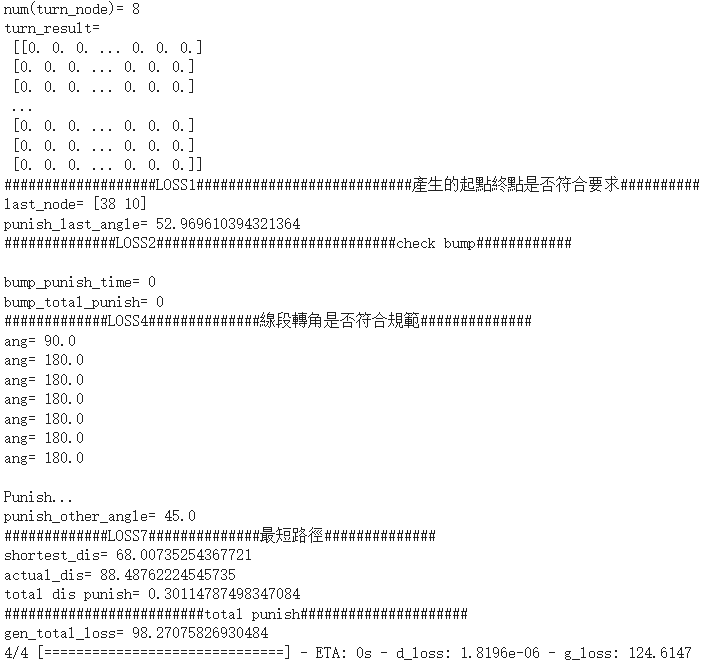 num(turn_node)= 8
turn_result=
[[0. 0. 0. ... 0. 0. 0.]
[0. 0. 0. ... 0. 0. 0.]
[0. 0. 0. ... 0. 0. 0.]
...
[0. 0. 0. ... 0. 0. 0.]
[0. 0. 0. ... 0. 0. 0.]
[0. 0. 0. ... 0. 0. 0.]]
###################LOSS1###########################產生的起點終點是否符合要求##########
last_node= [38 10]
punish_last_angle= 52.969610394321364
##############LOSS2##############################check bump############
bump_punish_time= 0
bump_total_punish= 0
#############LOSS4##############線段轉角是否符合規範##############
ang= 90.0
ang= 180.0
ang= 180.0
ang= 180.0
ang= 180.0
ang= 180.0
ang= 180.0
Punish...
punish_other_angle= 45.0
#############LOSS7##############最短路徑##############
shortest_dis= 68.00735254367721
actual_dis= 88.48762224545735
total dis punish= 0.30114787498347084
#########################total punish#####################
gen_total_loss= 98.27075826930484
4/4 [==============================] - ETA: 0s - d_loss: 1.8196e-06 - g_loss: 124.6147